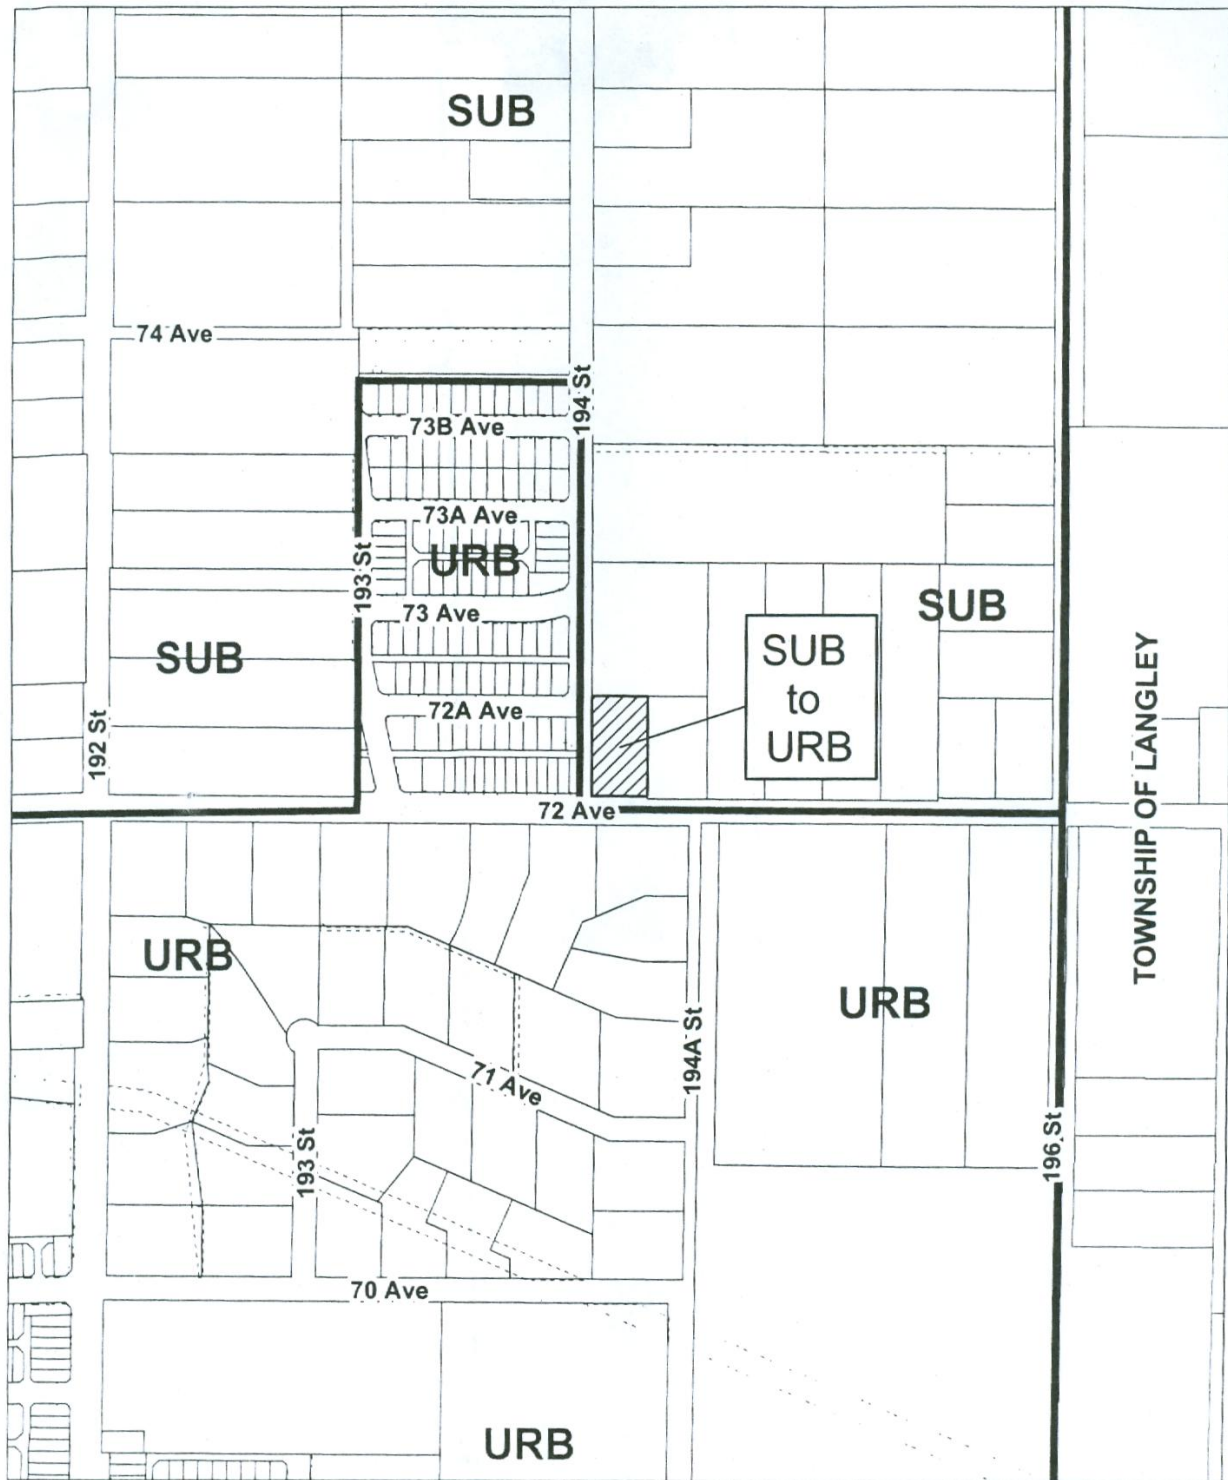 SUB
74 Ave
194 St
73B Ave
73A Ave
URB
193 St
73 Ave
SUB
SUB
SUB
to
URB
72A Ave
192 St
72 Ave
TOWNSHIP OF LANGLEY
URB
URB
194A St
71 Ave
193 St
196 St
70 Ave
URB